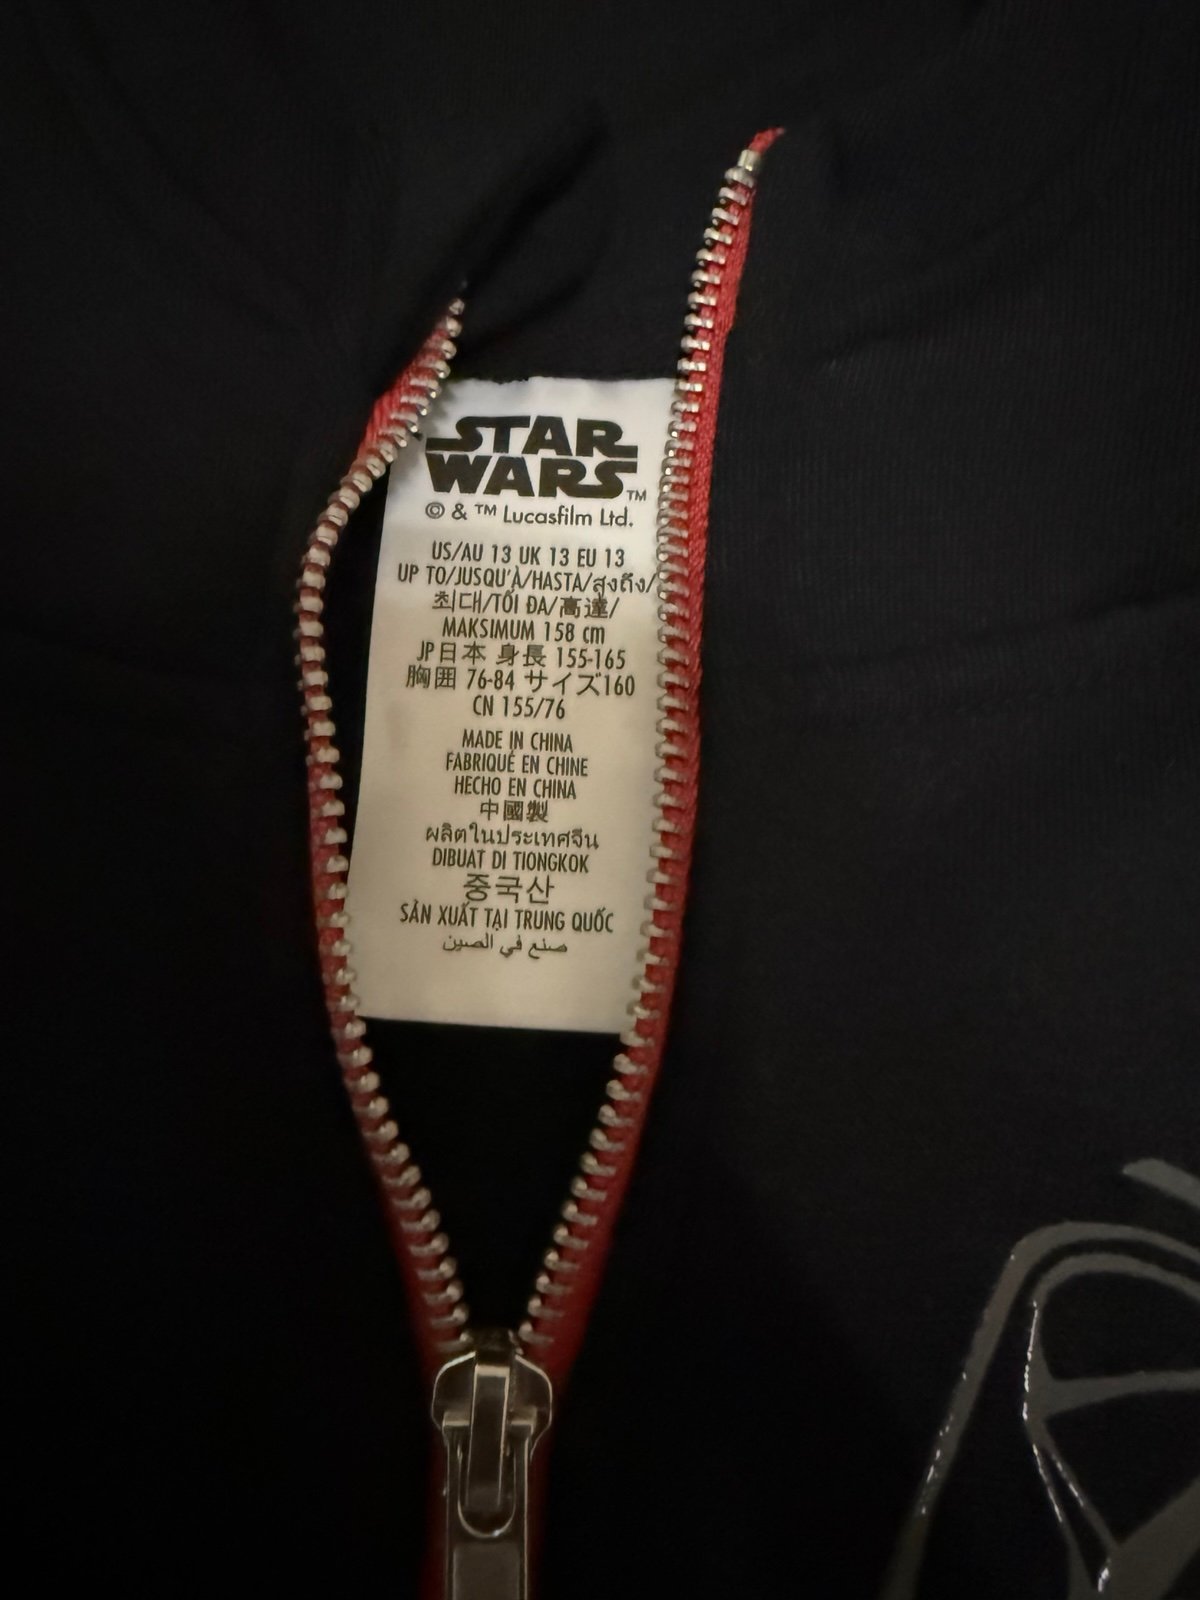 STAR
WARS™
© & ™ Lucasfilm Ltd.
US/AU 13 UK 13 EU 13
UP TO/JUSQU'À/HASTA/สูงถึง/
최대/TỐI ĐA/高達/
MAKSIMUM 158 cm
JP日本 身長 155-165
胸囲 76-84 サイズ160
CN 155/76
MADE IN CHINA
FABRIQUÉ EN CHINE
HECHO EN CHINA
中國製
ผลิตในประเทศจีน
DIBUAT DI TIONGKOK
중국산
SẢN XUẤT TẠI TRUNG QUỐC
صنع في الصين